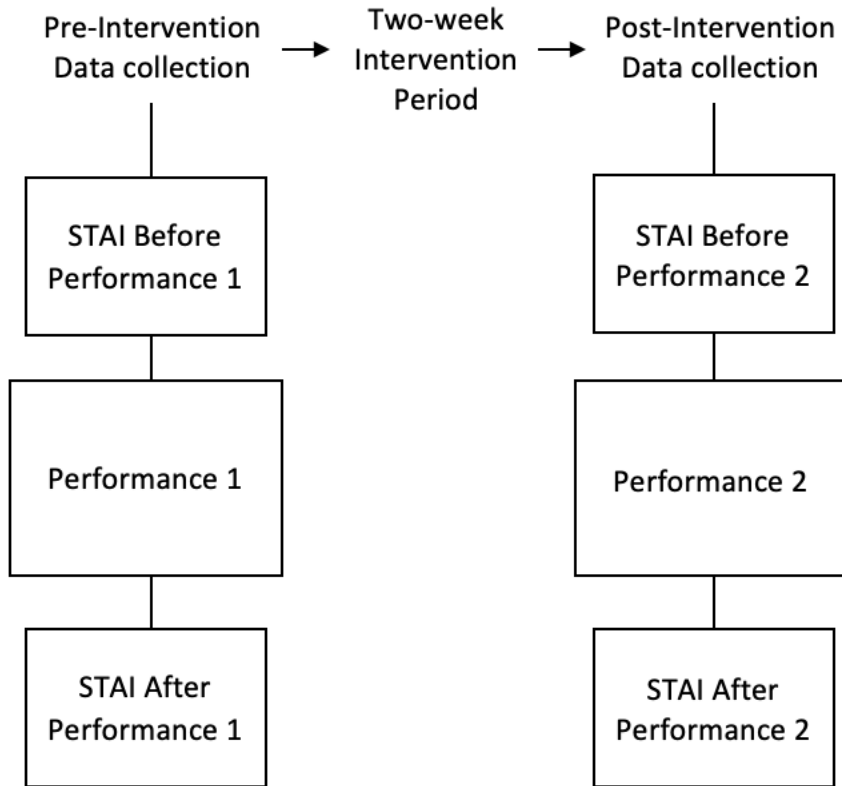 Pre-Intervention
Data collection
Two-week
Intervention
Period
Post-Intervention
Data collection
STAI Before
Performance 1
STAI Before
Performance 2
Performance 1
Performance 2
STAI After
Performance 1
STAI After
Performance 2